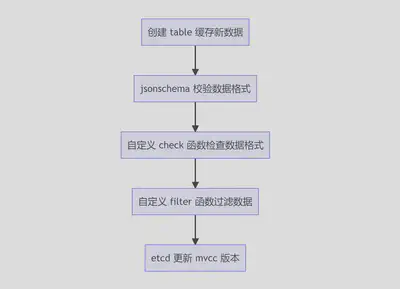 创建 table 缓存新数据
jsonschema 校验数据格式
自定义 check 函数检查数据格式
自定义 filter 函数过滤数据
etcd 更新 mvcc 版本